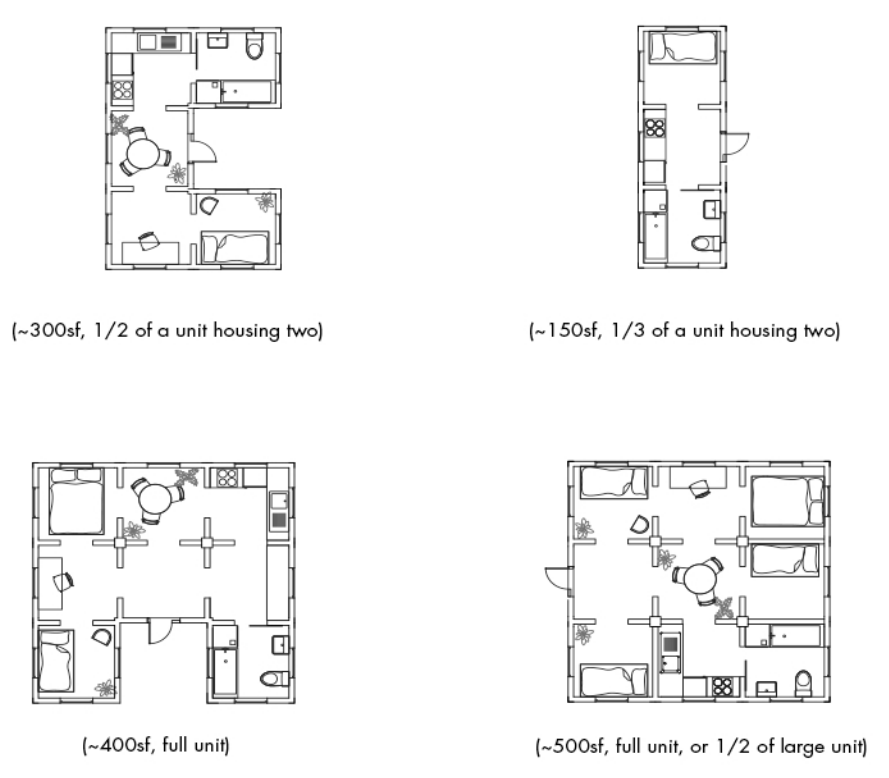 (~300sf, 1/2 of a unit housing two)
(~150sf, 1/3 of a unit housing two)
(~400sf, full unit)
(~500sf, full unit, or 1/2 of large unit)